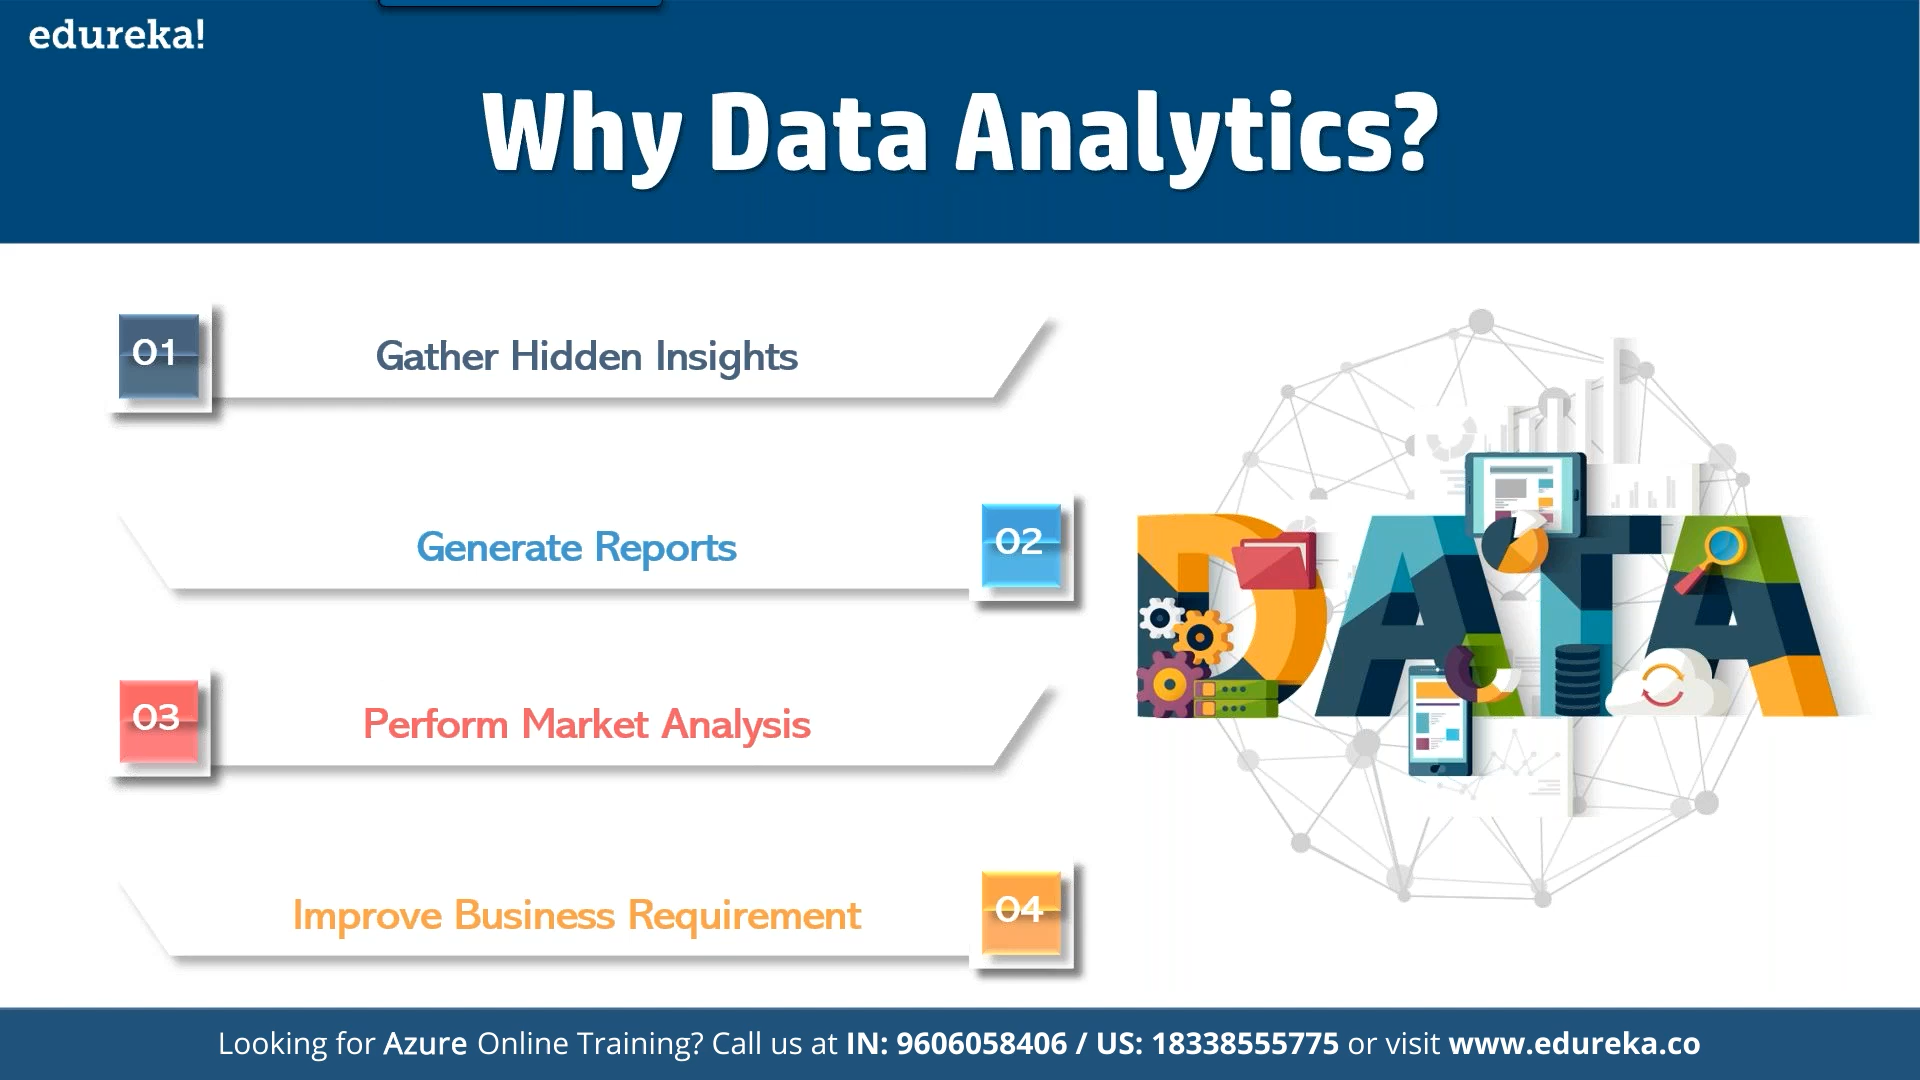 edureka!
Why Data Analytics?
01
Gather Hidden Insights
Generate Reports
02
DATA
03
Perform Market Analysis
Improve Business Requirement
04
Looking for Azure Online Training? Call us at IN: 9606058406 / US: 18338555775 or visit www.edureka.co